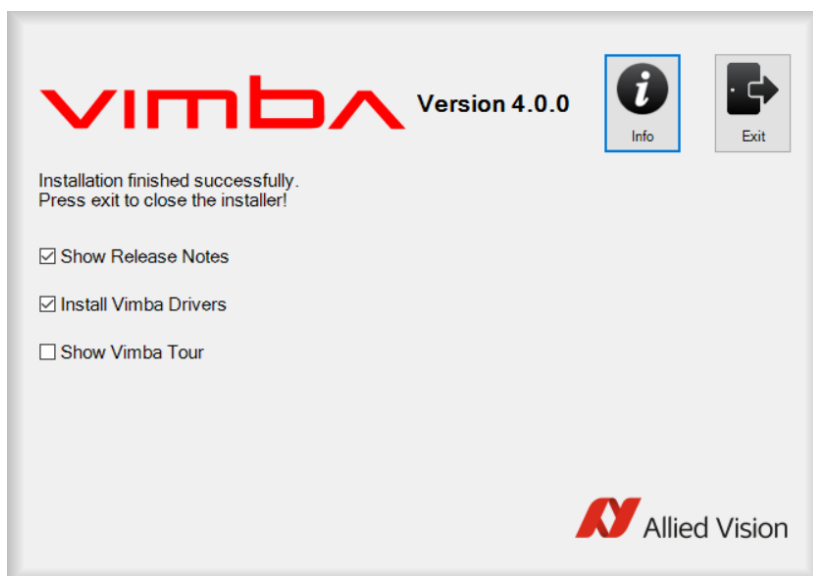 vimba
Version 4.0.0
Info
Exit
Installation finished successfully.
Press exit to close the installer!
Show Release Notes
Install Vimba Drivers
Show Vimba Tour
Allied Vision